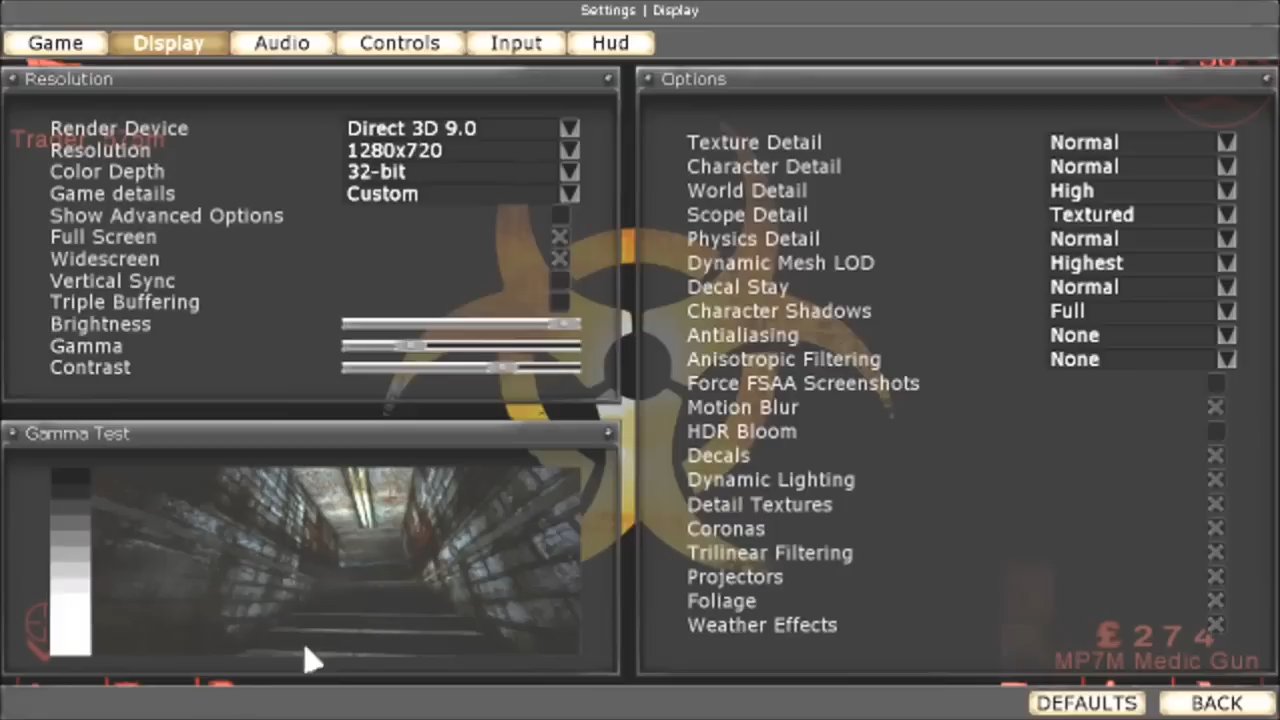 Settings | Display
Game Display Audio Controls Input Hud
Resolution
Render Device Direct 3D 9.0
Resolution 1280x720
Color Depth 32-bit
Game details Custom
Show Advanced Options
Full Screen
Widescreen
Vertical Sync
Triple Buffering
Brightness
Gamma
Contrast
Gamma Test
Options
Texture Detail Normal
Character Detail Normal
World Detail High
Scope Detail Textured
Physics Detail Normal
Dynamic Mesh LOD Highest
Decal Stay Normal
Character Shadows Full
Antialiasing None
Anisotropic Filtering None
Force FSAA Screenshots
Motion Blur
HDR Bloom
Decals
Dynamic Lighting
Detail Textures
Coronas
Trilinear Filtering
Projectors
Foliage
Weather Effects
£274
MP7M Medic Gun
DEFAULTS BACK